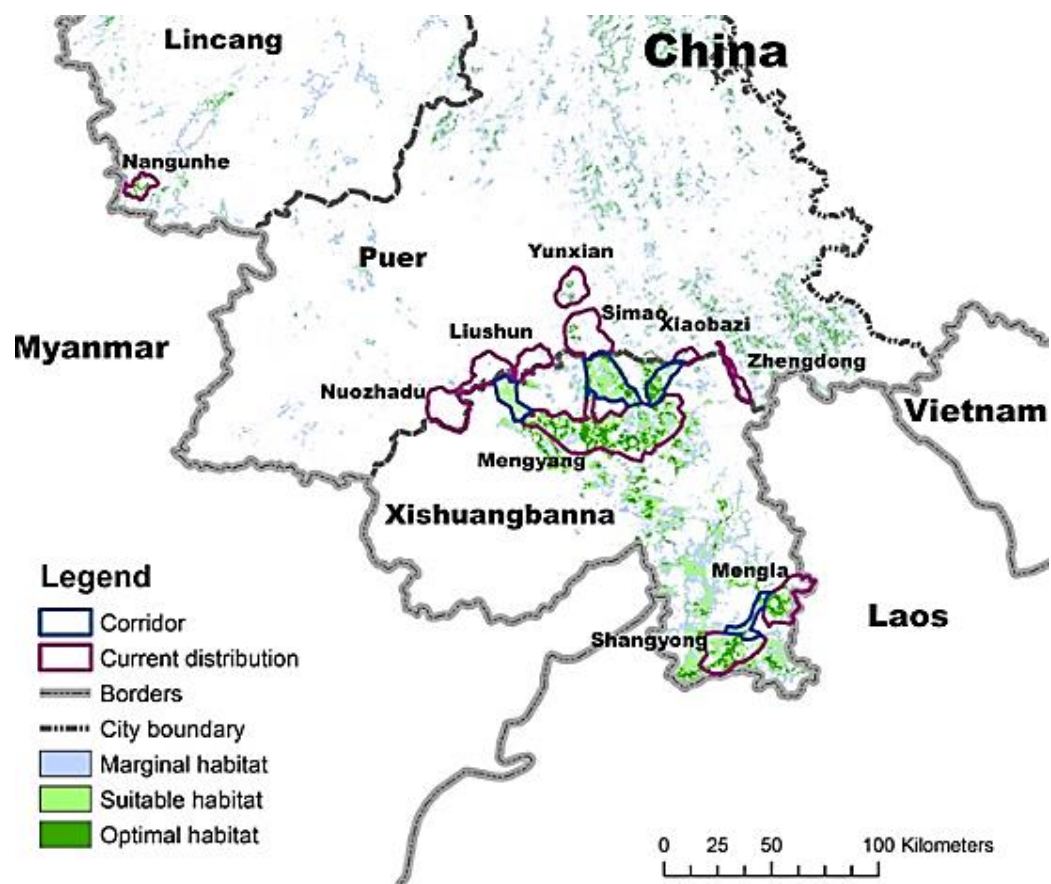 Lincang
China
Nangunhe
Puer
Yunxian
Simao
Xiaobazi
Liushun
Myanmar
Zhengdong
Nuozhadu
Vietnam
Mengyang
Xishuangbanna
Mengla
Laos
Shangyong
Legend
Corridor
Current distribution
Borders
City boundary
Marginal habitat
Suitable habitat
Optimal habitat
0 25 50 100 Kilometers